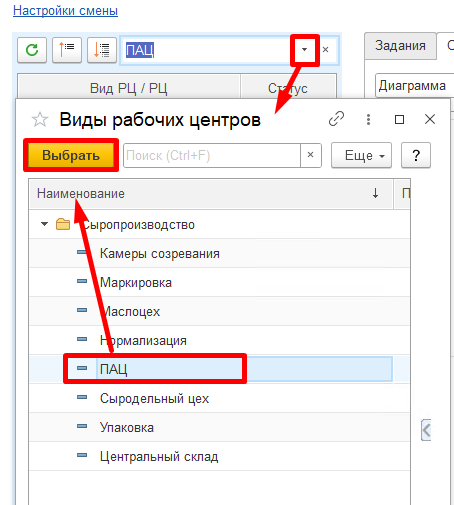 Настройки смены
ПАЦ
Задания
Вид РЦ / РЦ Статус
Диаграмма
Виды рабочих центров
Выбрать Поиск (Ctrl+F) × Еще ?
Наименование
Сыропроизводство
Камеры созревания
Маркировка
Маслоцех
Нормализация
ПАЦ
Сыродельный цех
Упаковка
Центральный склад